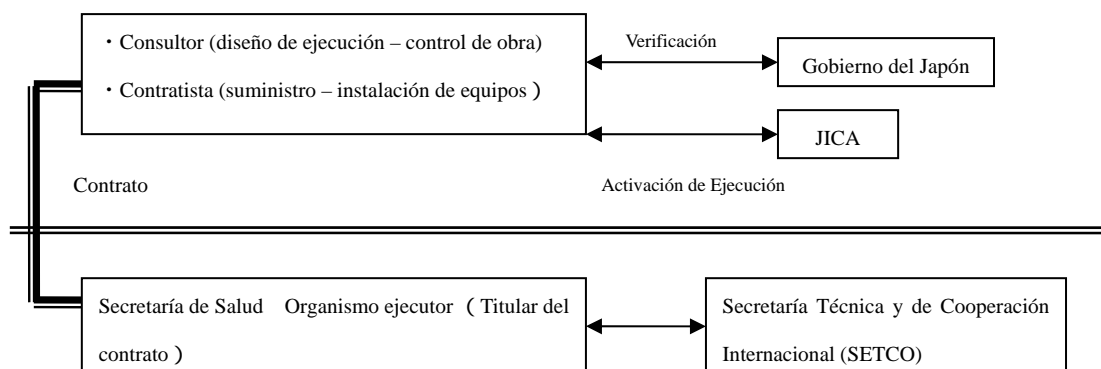 ・Consultor (diseño de ejecución – control de obra)
Verificación
Gobierno del Japón
・Contratista (suministro – instalación de equipos）
JICA
Contrato
Activación de Ejecución
Secretaría de Salud Organismo ejecutor （Titular del
contrato）
Secretaría Técnica y de Cooperación
Internacional (SETCO)